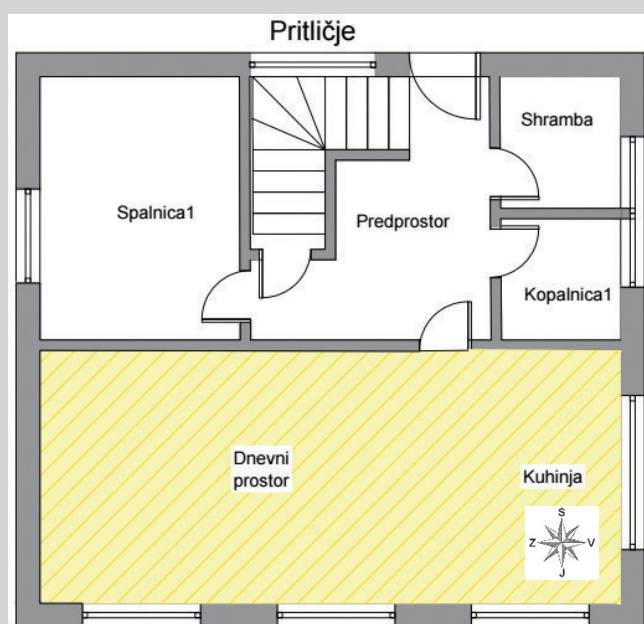 Pritličje
Shramba
Spalnica1
Predprostor
Kopalnica1
Dnevni
prostor
Kuhinja
S
Z V
J